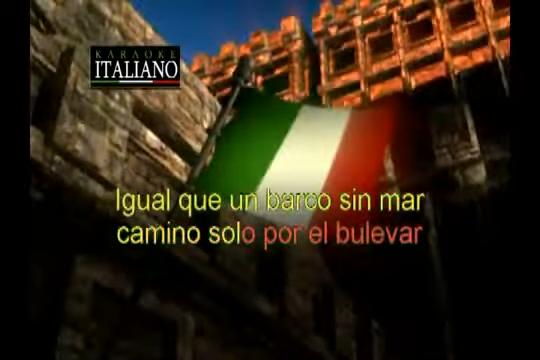 KARAOKE
ITALIANO
Igual que un barco sin mar
camino solo por el bulevar